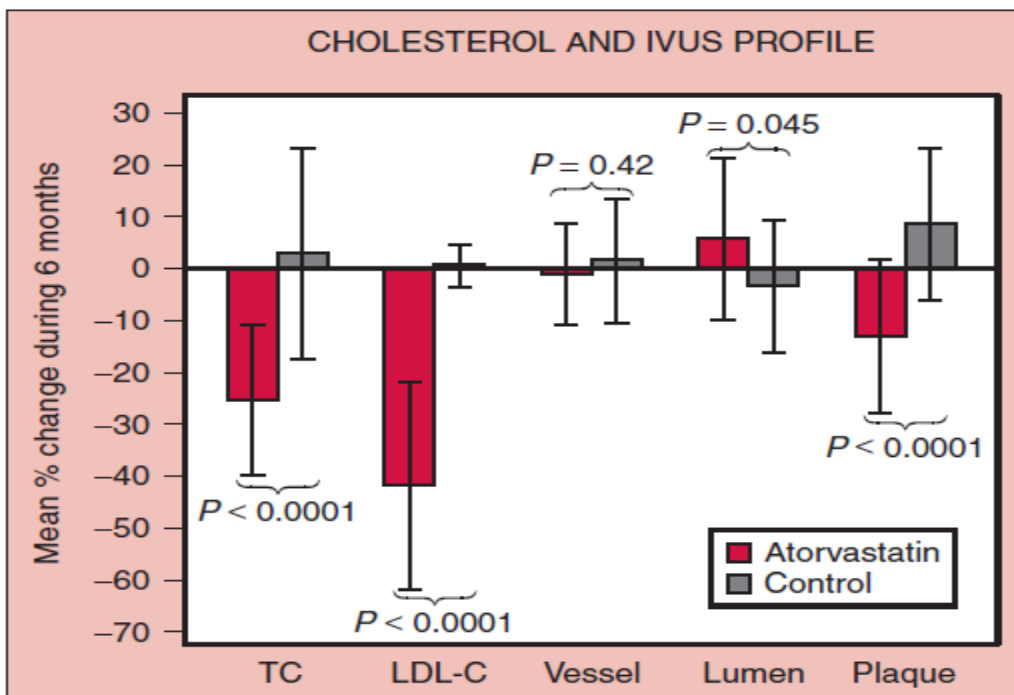 CHOLESTEROL AND IVUS PROFILE
Mean % change during 6 months
30
20
10
0
−10
−20
−30
−40
−50
−60
−70
P < 0.0001
P < 0.0001
P = 0.42
P = 0.045
P < 0.0001
Atorvastatin
Control
TC LDL-C Vessel Lumen Plaque